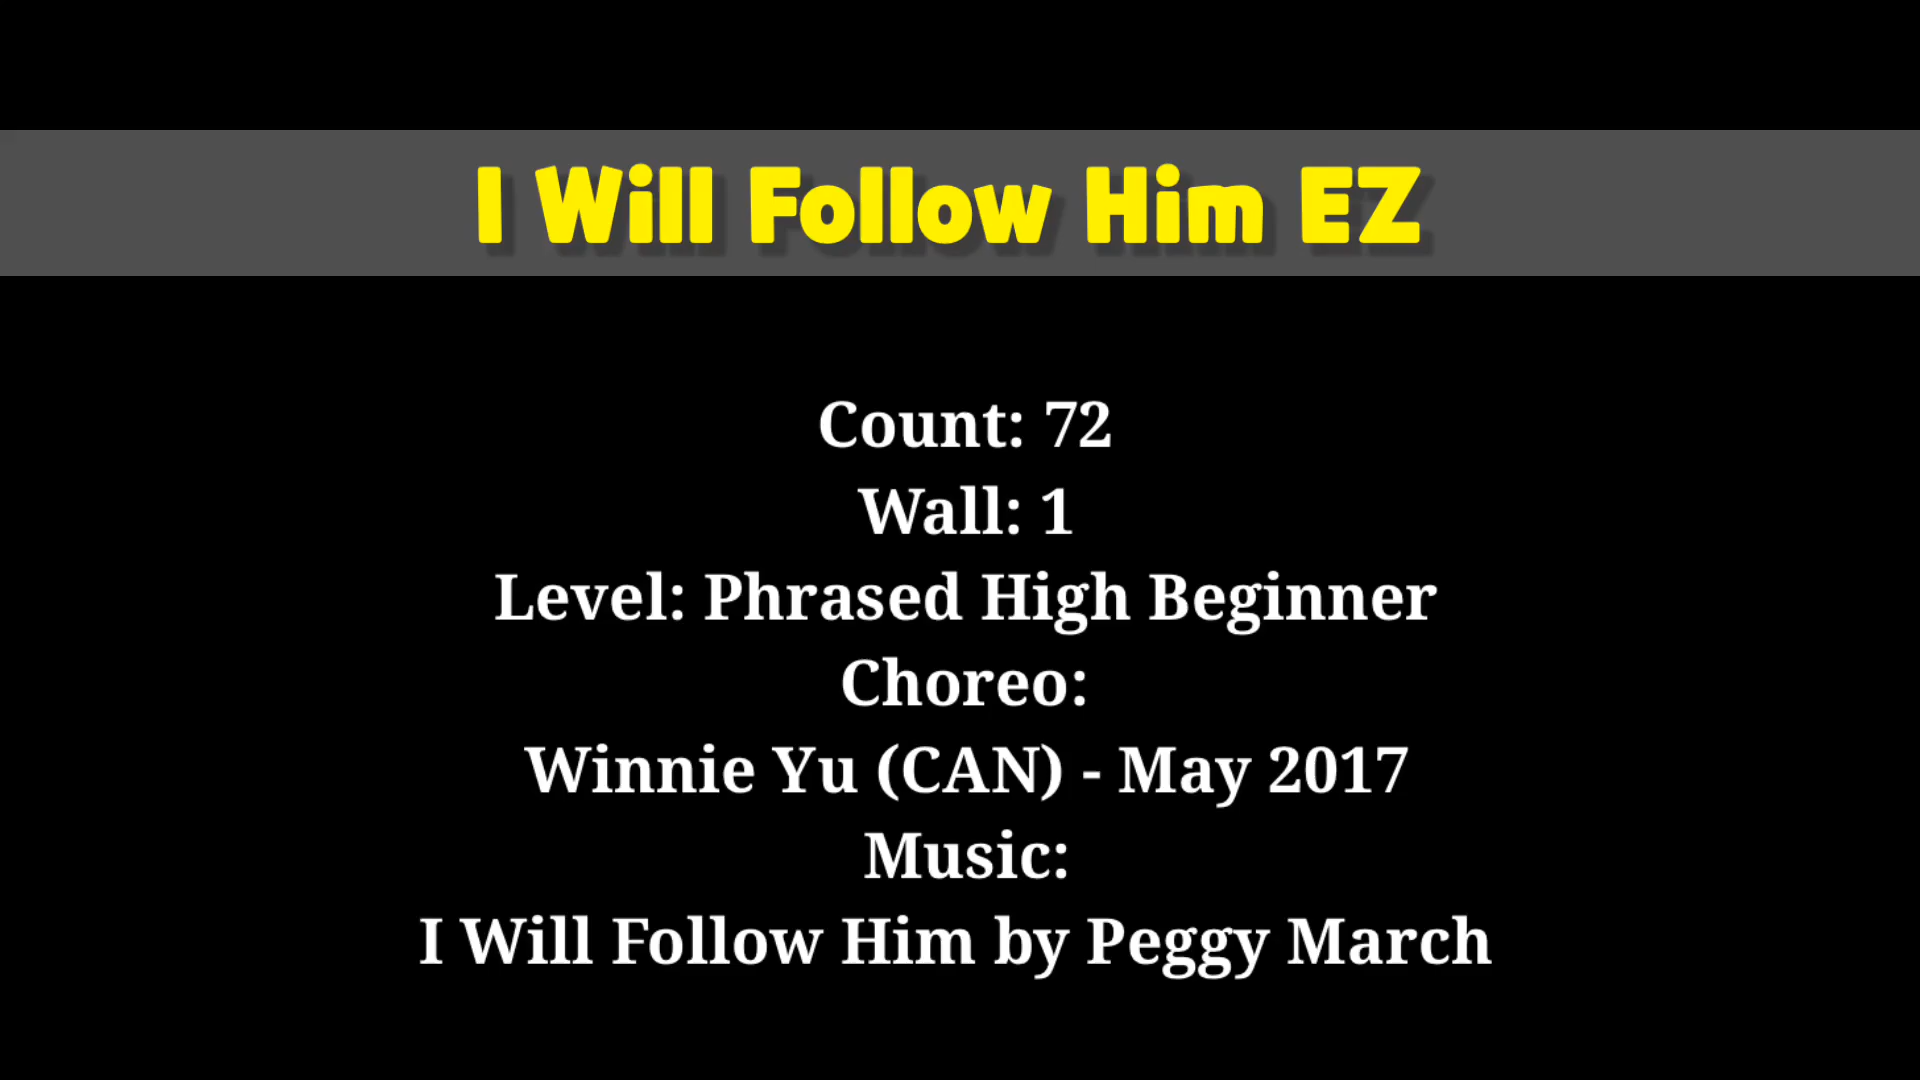 I Will Follow Him EZ
Count: 72
Wall: 1
Level: Phrased High Beginner
Choreo:
Winnie Yu (CAN) - May 2017
Music:
I Will Follow Him by Peggy March